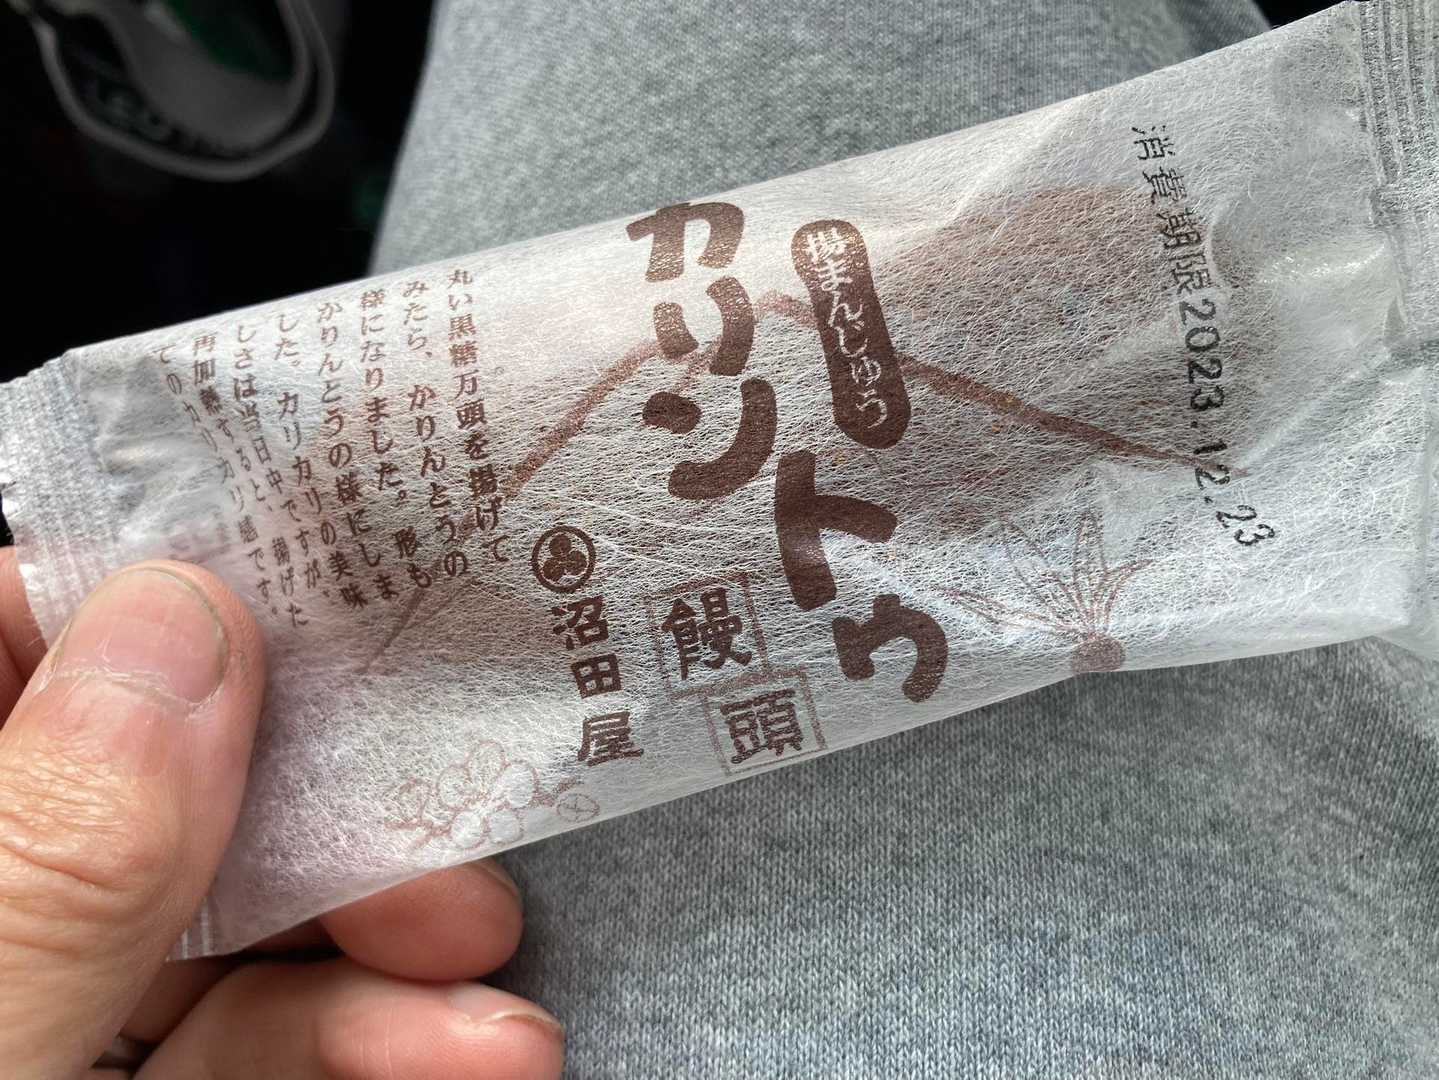 消費期限2023.12.23
揚まんじゅう
カリントウ
饅頭
沼田屋
丸い黒糖万頭を揚げて
みたら、かりんとうの
様になりました。形も
かりんとうの様にしま
した。カリカリの美味
しさは当日中ですが、
再加熱すると、揚げた
てのカリカリ感です。